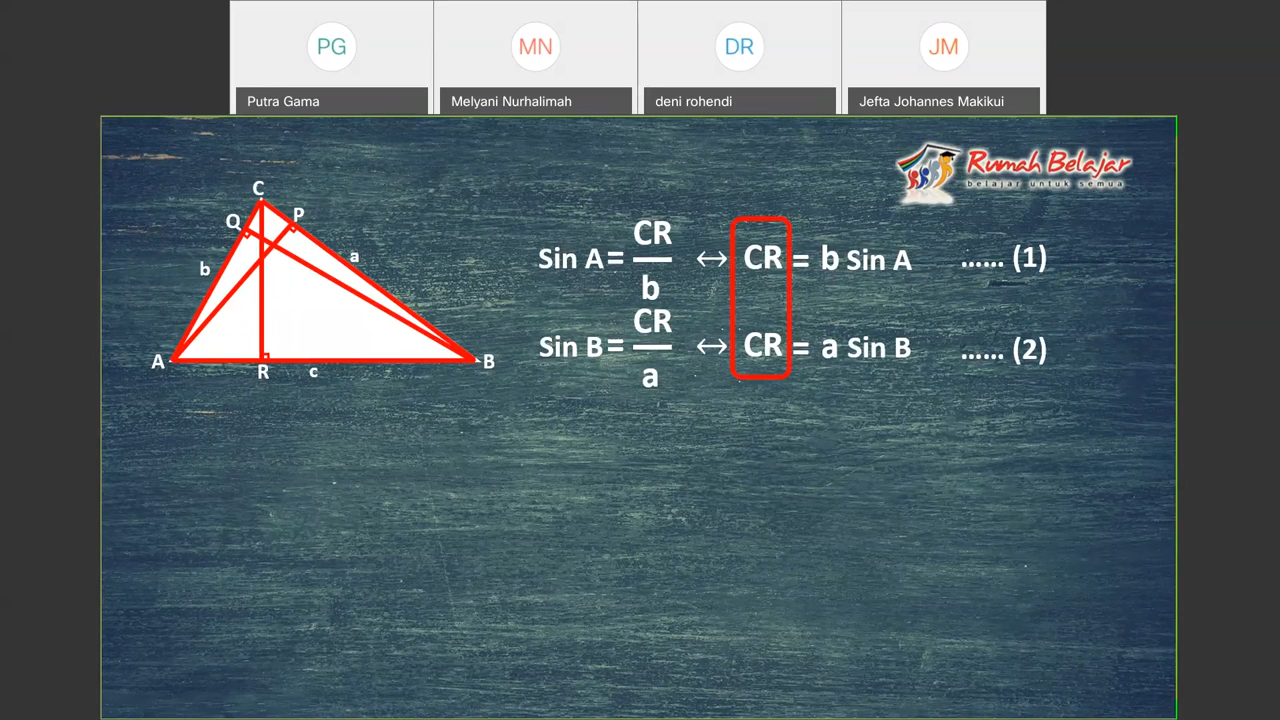 PG
MN
DR
JM
Putra Gama
Melyani Nurhalimah
deni rohendi
Jefta Johannes Makikui
Rumah Belajar
belajar untuk semua
C
P
Q
a
b
A
B
R
c
Sin A = CR / b ↔ CR = b Sin A ...... (1)
Sin B = CR / a ↔ CR = a Sin B ...... (2)